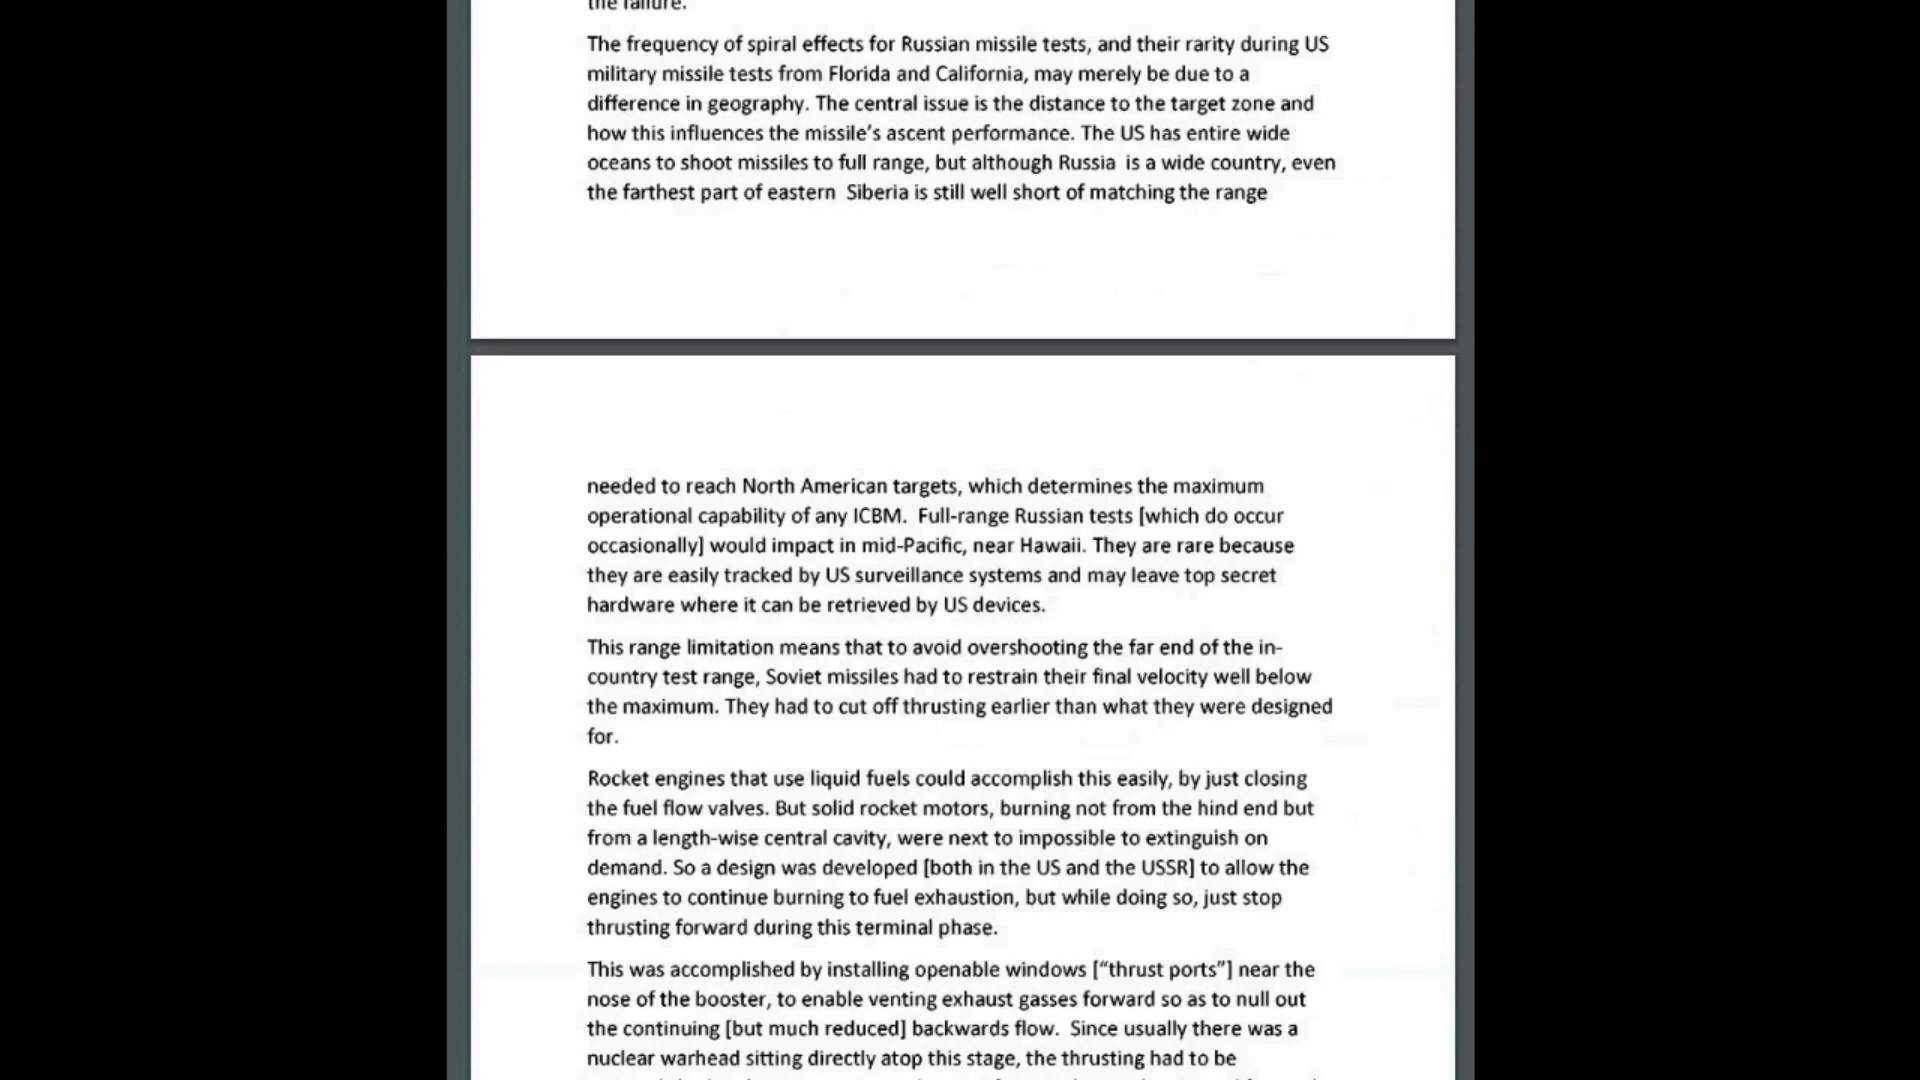 the failure.
The frequency of spiral effects for Russian missile tests, and their rarity during US
military missile tests from Florida and California, may merely be due to a
difference in geography. The central issue is the distance to the target zone and
how this influences the missile’s ascent performance. The US has entire wide
oceans to shoot missiles to full range, but although Russia  is a wide country, even
the farthest part of eastern  Siberia is still well short of matching the range
needed to reach North American targets, which determines the maximum
operational capability of any ICBM.  Full-range Russian tests [which do occur
occasionally] would impact in mid-Pacific, near Hawaii. They are rare because
they are easily tracked by US surveillance systems and may leave top secret
hardware where it can be retrieved by US devices.
This range limitation means that to avoid overshooting the far end of the in-
country test range, Soviet missiles had to restrain their final velocity well below
the maximum. They had to cut off thrusting earlier than what they were designed
for.
Rocket engines that use liquid fuels could accomplish this easily, by just closing
the fuel flow valves. But solid rocket motors, burning not from the hind end but
from a length-wise central cavity, were next to impossible to extinguish on
demand. So a design was developed [both in the US and the USSR] to allow the
engines to continue burning to fuel exhaustion, but while doing so, just stop
thrusting forward during this terminal phase.
This was accomplished by installing openable windows [“thrust ports”] near the
nose of the booster, to enable venting exhaust gasses forward so as to null out
the continuing [but much reduced] backwards flow.  Since usually there was a
nuclear warhead sitting directly atop this stage, the thrusting had to be